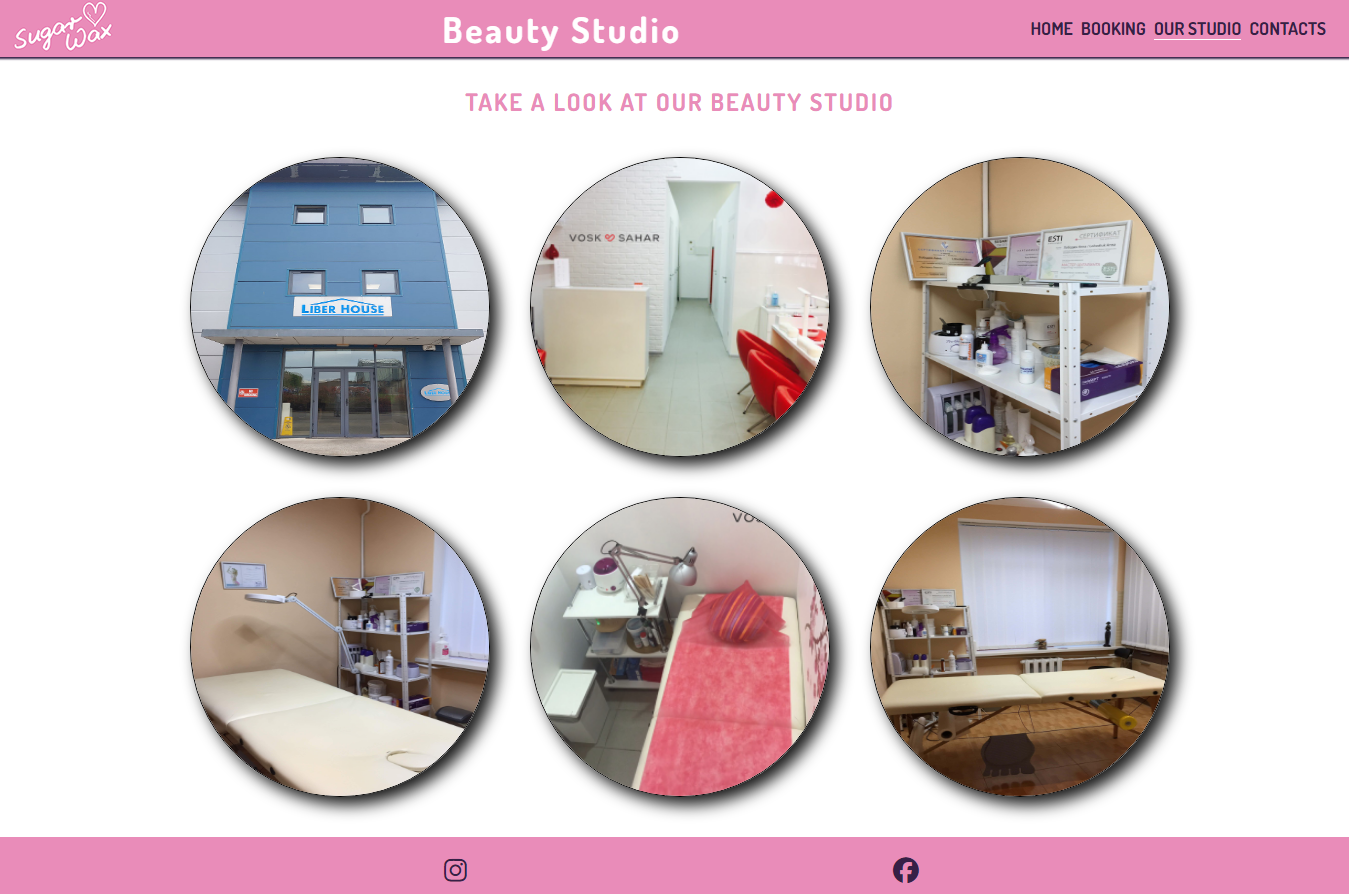 Sugar Wax
Beauty Studio
HOME BOOKING OUR STUDIO CONTACTS
TAKE A LOOK AT OUR BEAUTY STUDIO
LIBER HOUSE
VOSK SAHAR
ESTI
СЕРТИФИКАТ
VO